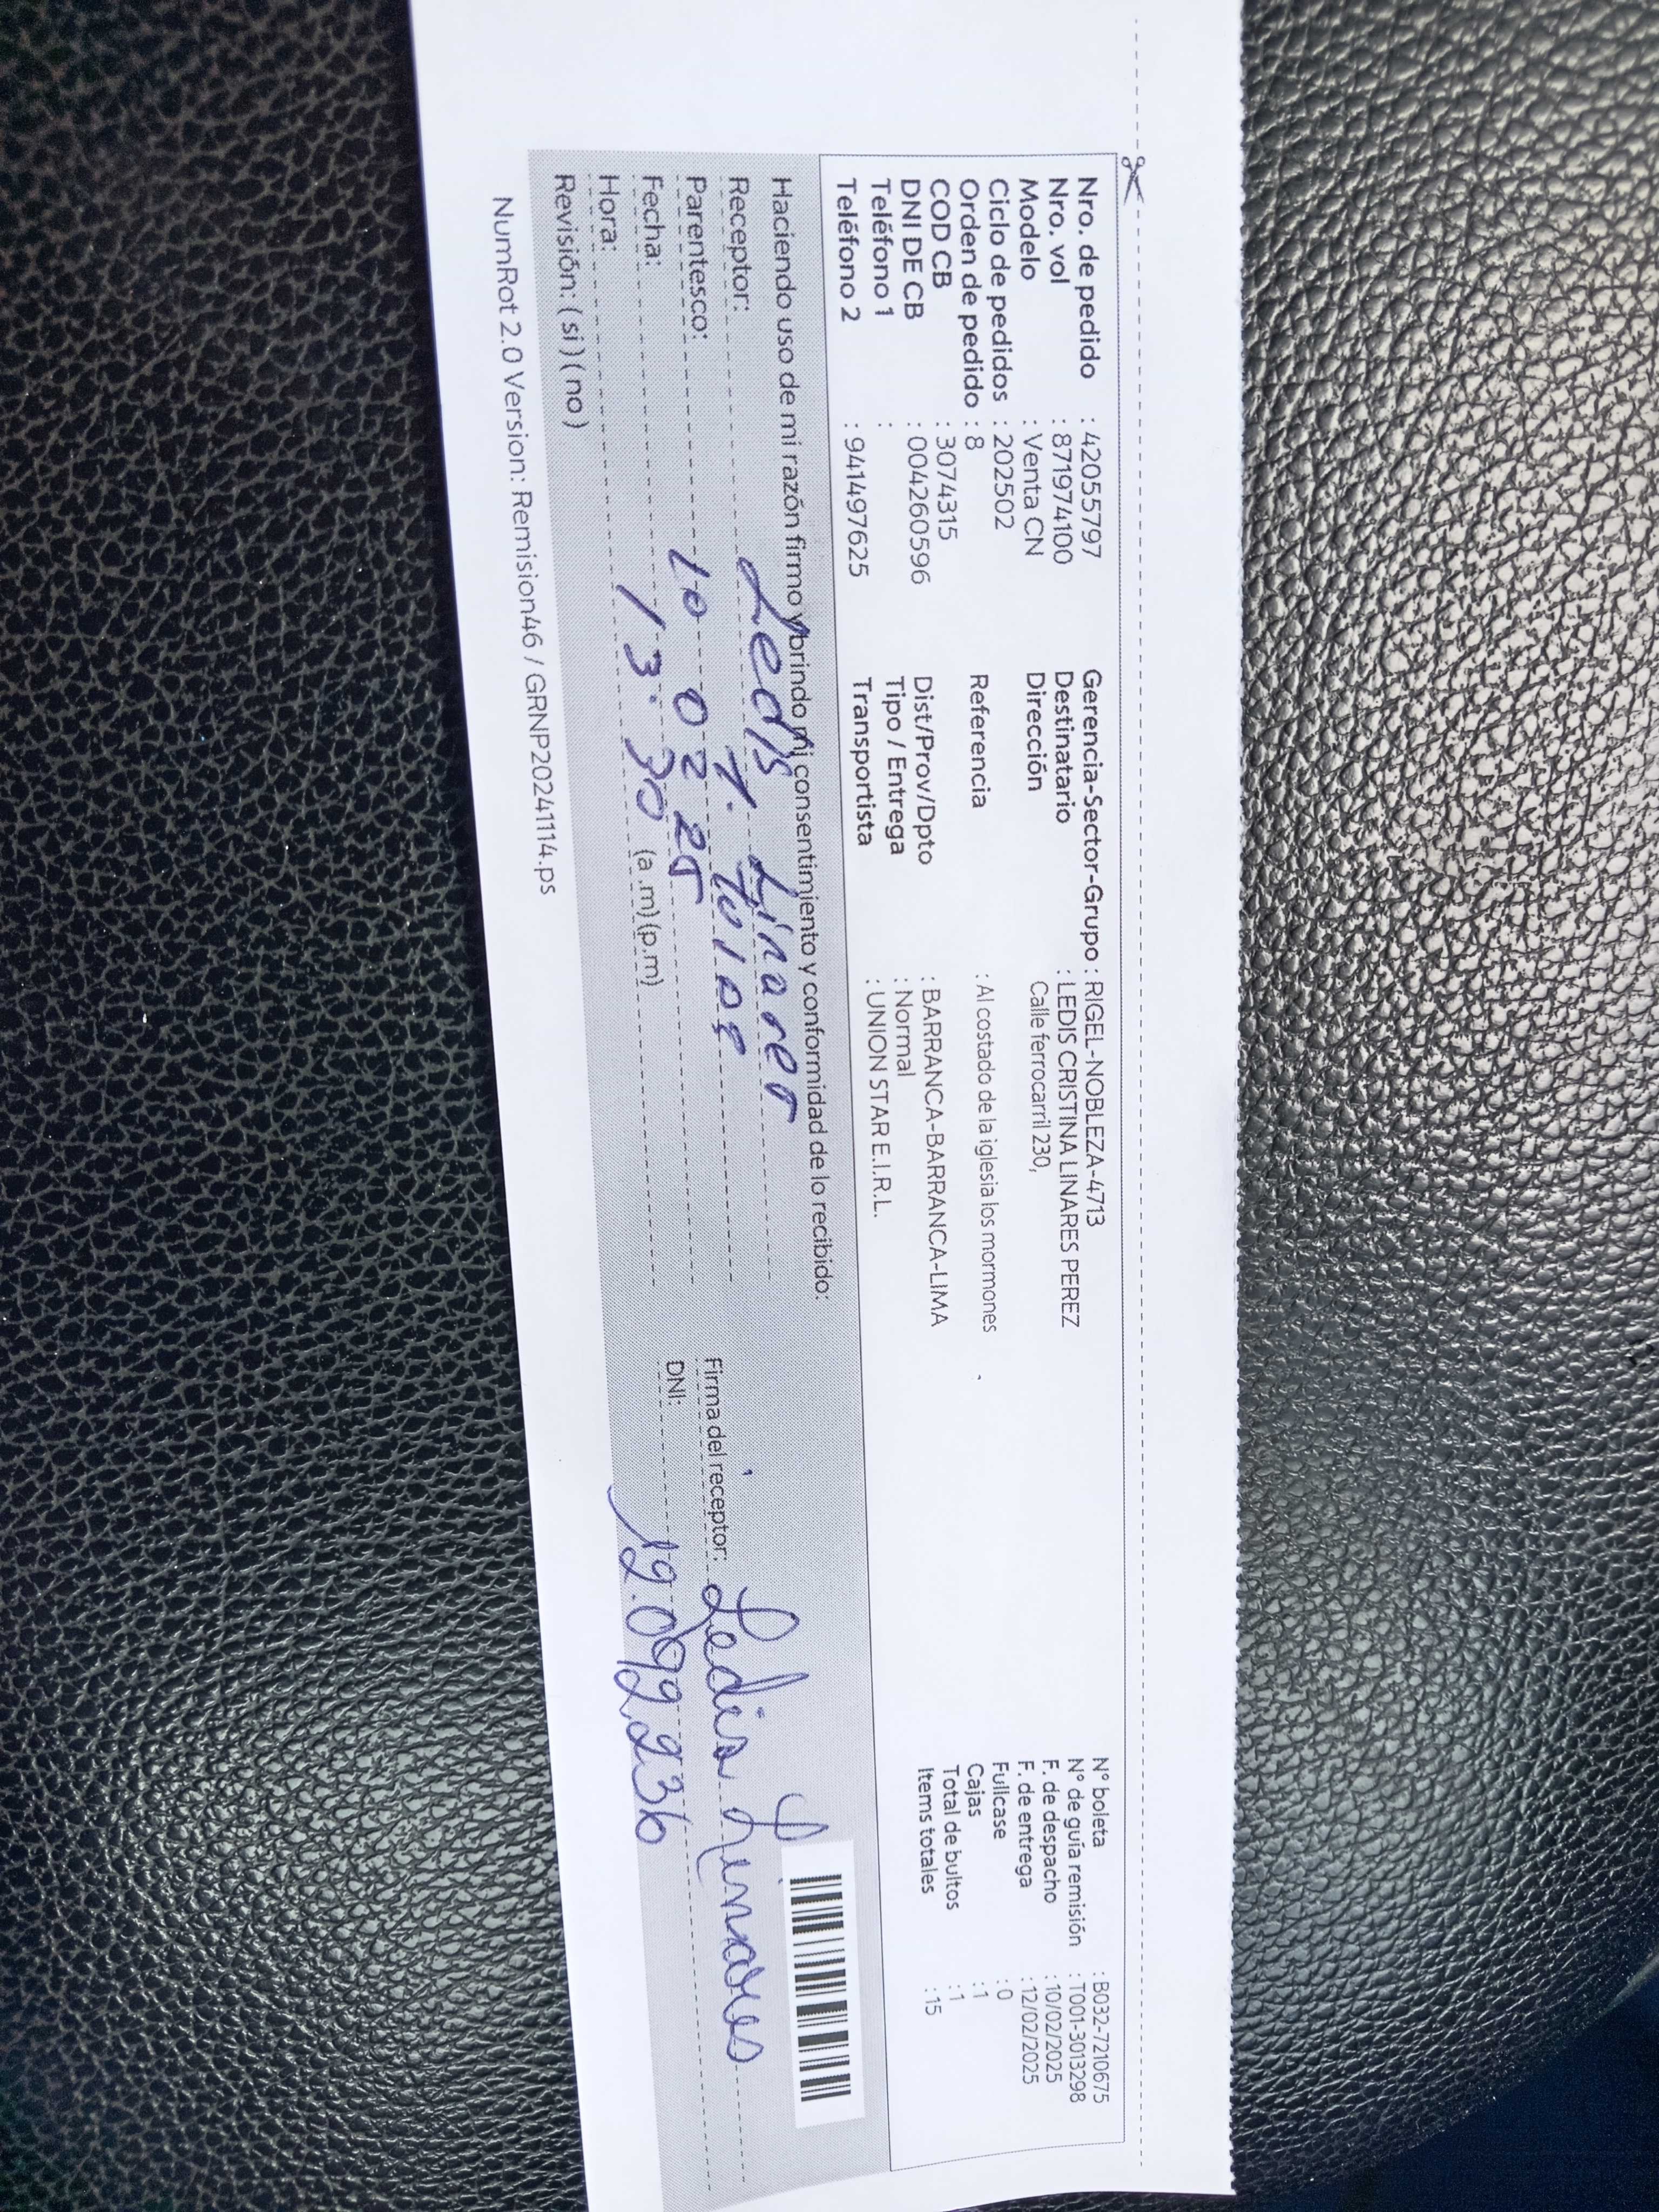 Nro. de pedido : 42055797
Nro. vol : 871974100
Modelo : Venta CN
Ciclo de pedidos : 202502
Orden de pedido : 8
COD CB : 3074315
DNI DE CB : 004260596
Teléfono 1 :
Teléfono 2 : 941497625
Gerencia-Sector-Grupo : RIGEL-NOBLEZA-4713
Destinatario : LEDIS CRISTINA LINARES PEREZ
Dirección Calle ferrocarril 230,
Referencia : Al costado de la iglesia los mormones
Dist/Prov/Dpto : BARRANCA-BARRANCA-LIMA
Tipo / Entrega : Normal
Transportista : UNION STAR E.I.R.L.
N° boleta : B032-7210675
N° de guía remisión : T001-3013298
F. de despacho : 10/02/2025
F. de entrega : 12/02/2025
Fullcase : 0
Cajas : 1
Total de bultos : 1
Items totales : 15
Haciendo uso de mi razón firmo y brindo mi consentimiento y conformidad de lo recibido:
Receptor: Ledis Linares
Parentesco:
Fecha: 10 02 25
Hora: 13:30 (a.m)(p.m)
Revisión: ( si ) ( no )
Firma del receptor: Ledis Linares
DNI:
NumRot 2.0 Version: Remision46 / GRNP20241114.ps